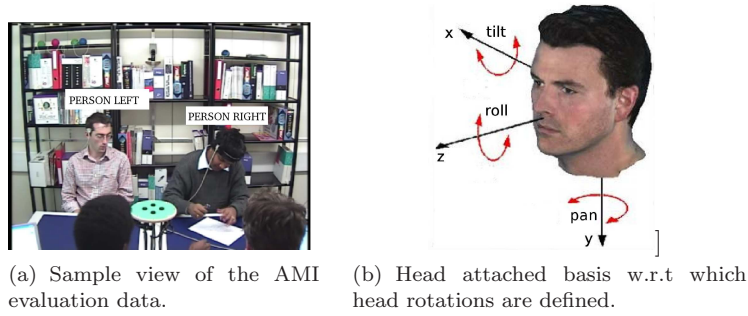 PERSON LEFT
PERSON RIGHT
x
tilt
roll
z
pan
y
]
(a) Sample view of the AMI
evaluation data.
(b) Head attached basis w.r.t which
head rotations are defined.